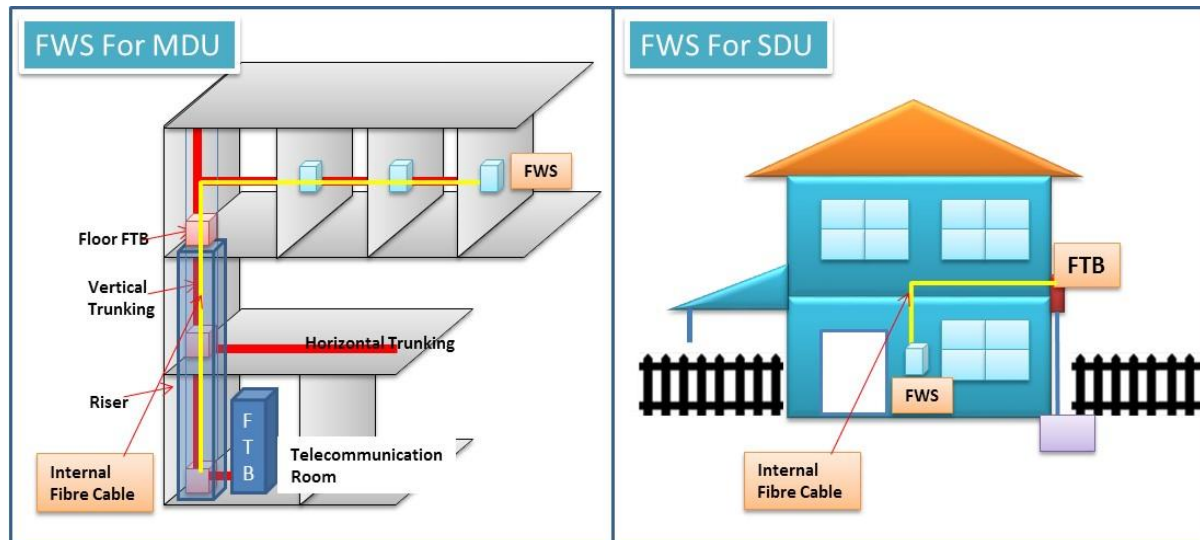 FWS For MDU
FWS
Floor FTB
Vertical
Trunking
Horizontal Trunking
Riser
F
T
B
Telecommunication
Room
Internal
Fibre Cable
FWS For SDU
FTB
FWS
Internal
Fibre Cable